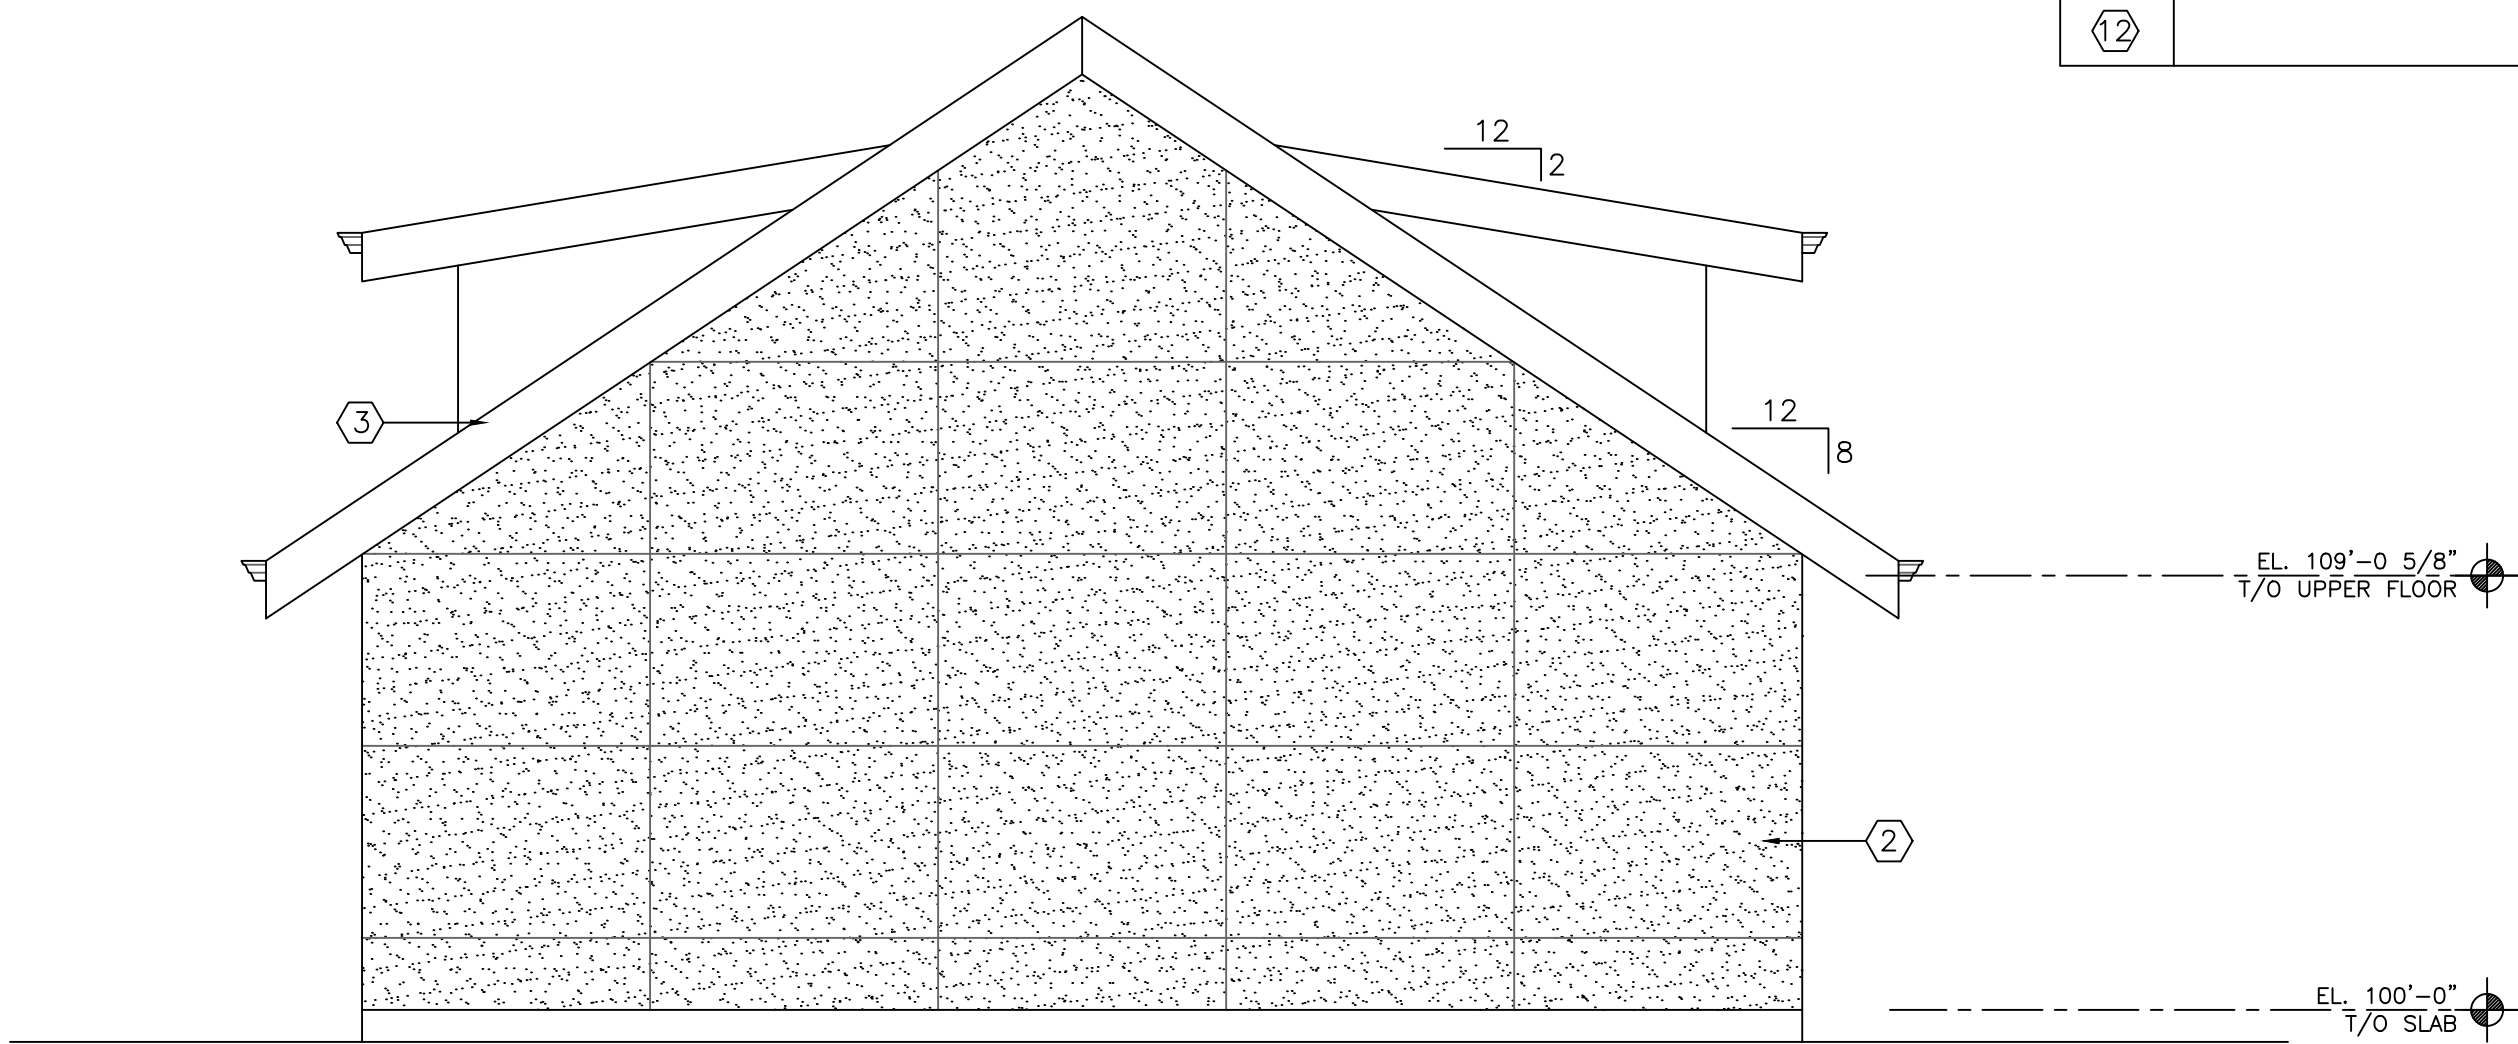 12
12
2
3
12
8
EL. 109'-0 5/8"
T/O UPPER FLOOR
2
EL. 100'-0"
T/O SLAB